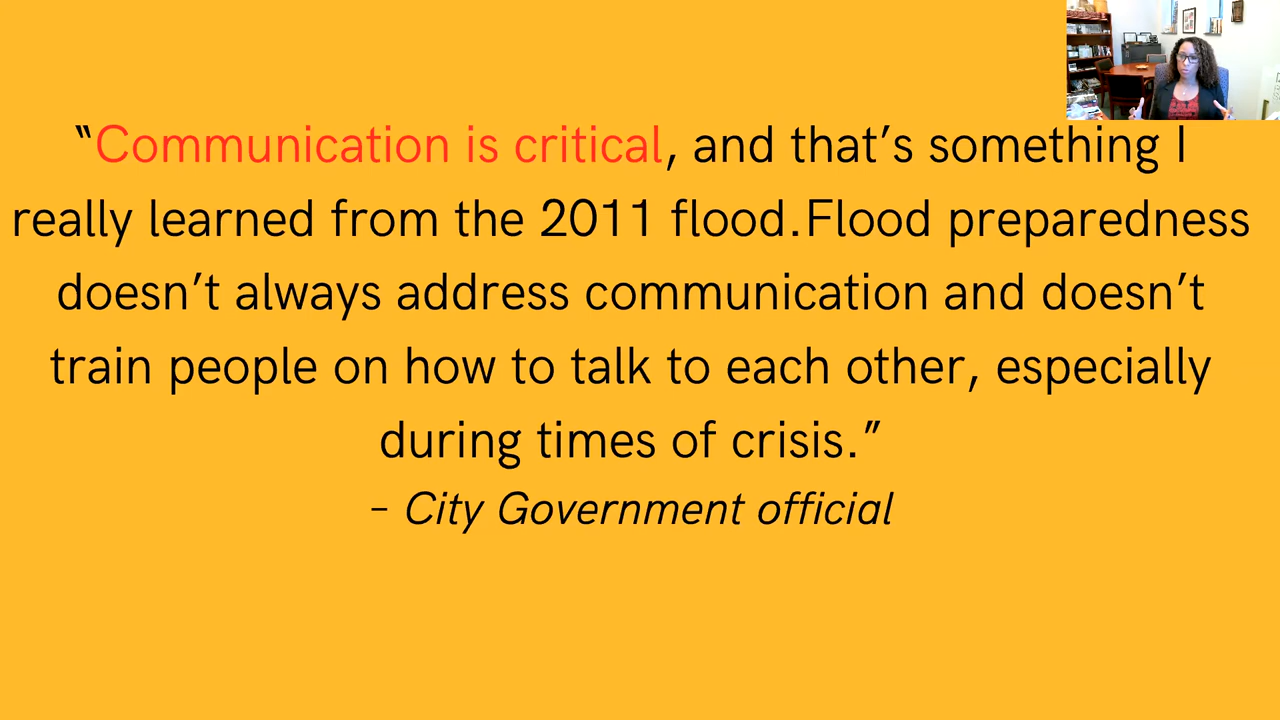 “Communication is critical, and that’s something I
really learned from the 2011 flood.Flood preparedness
doesn’t always address communication and doesn’t
train people on how to talk to each other, especially
during times of crisis.”
– City Government official